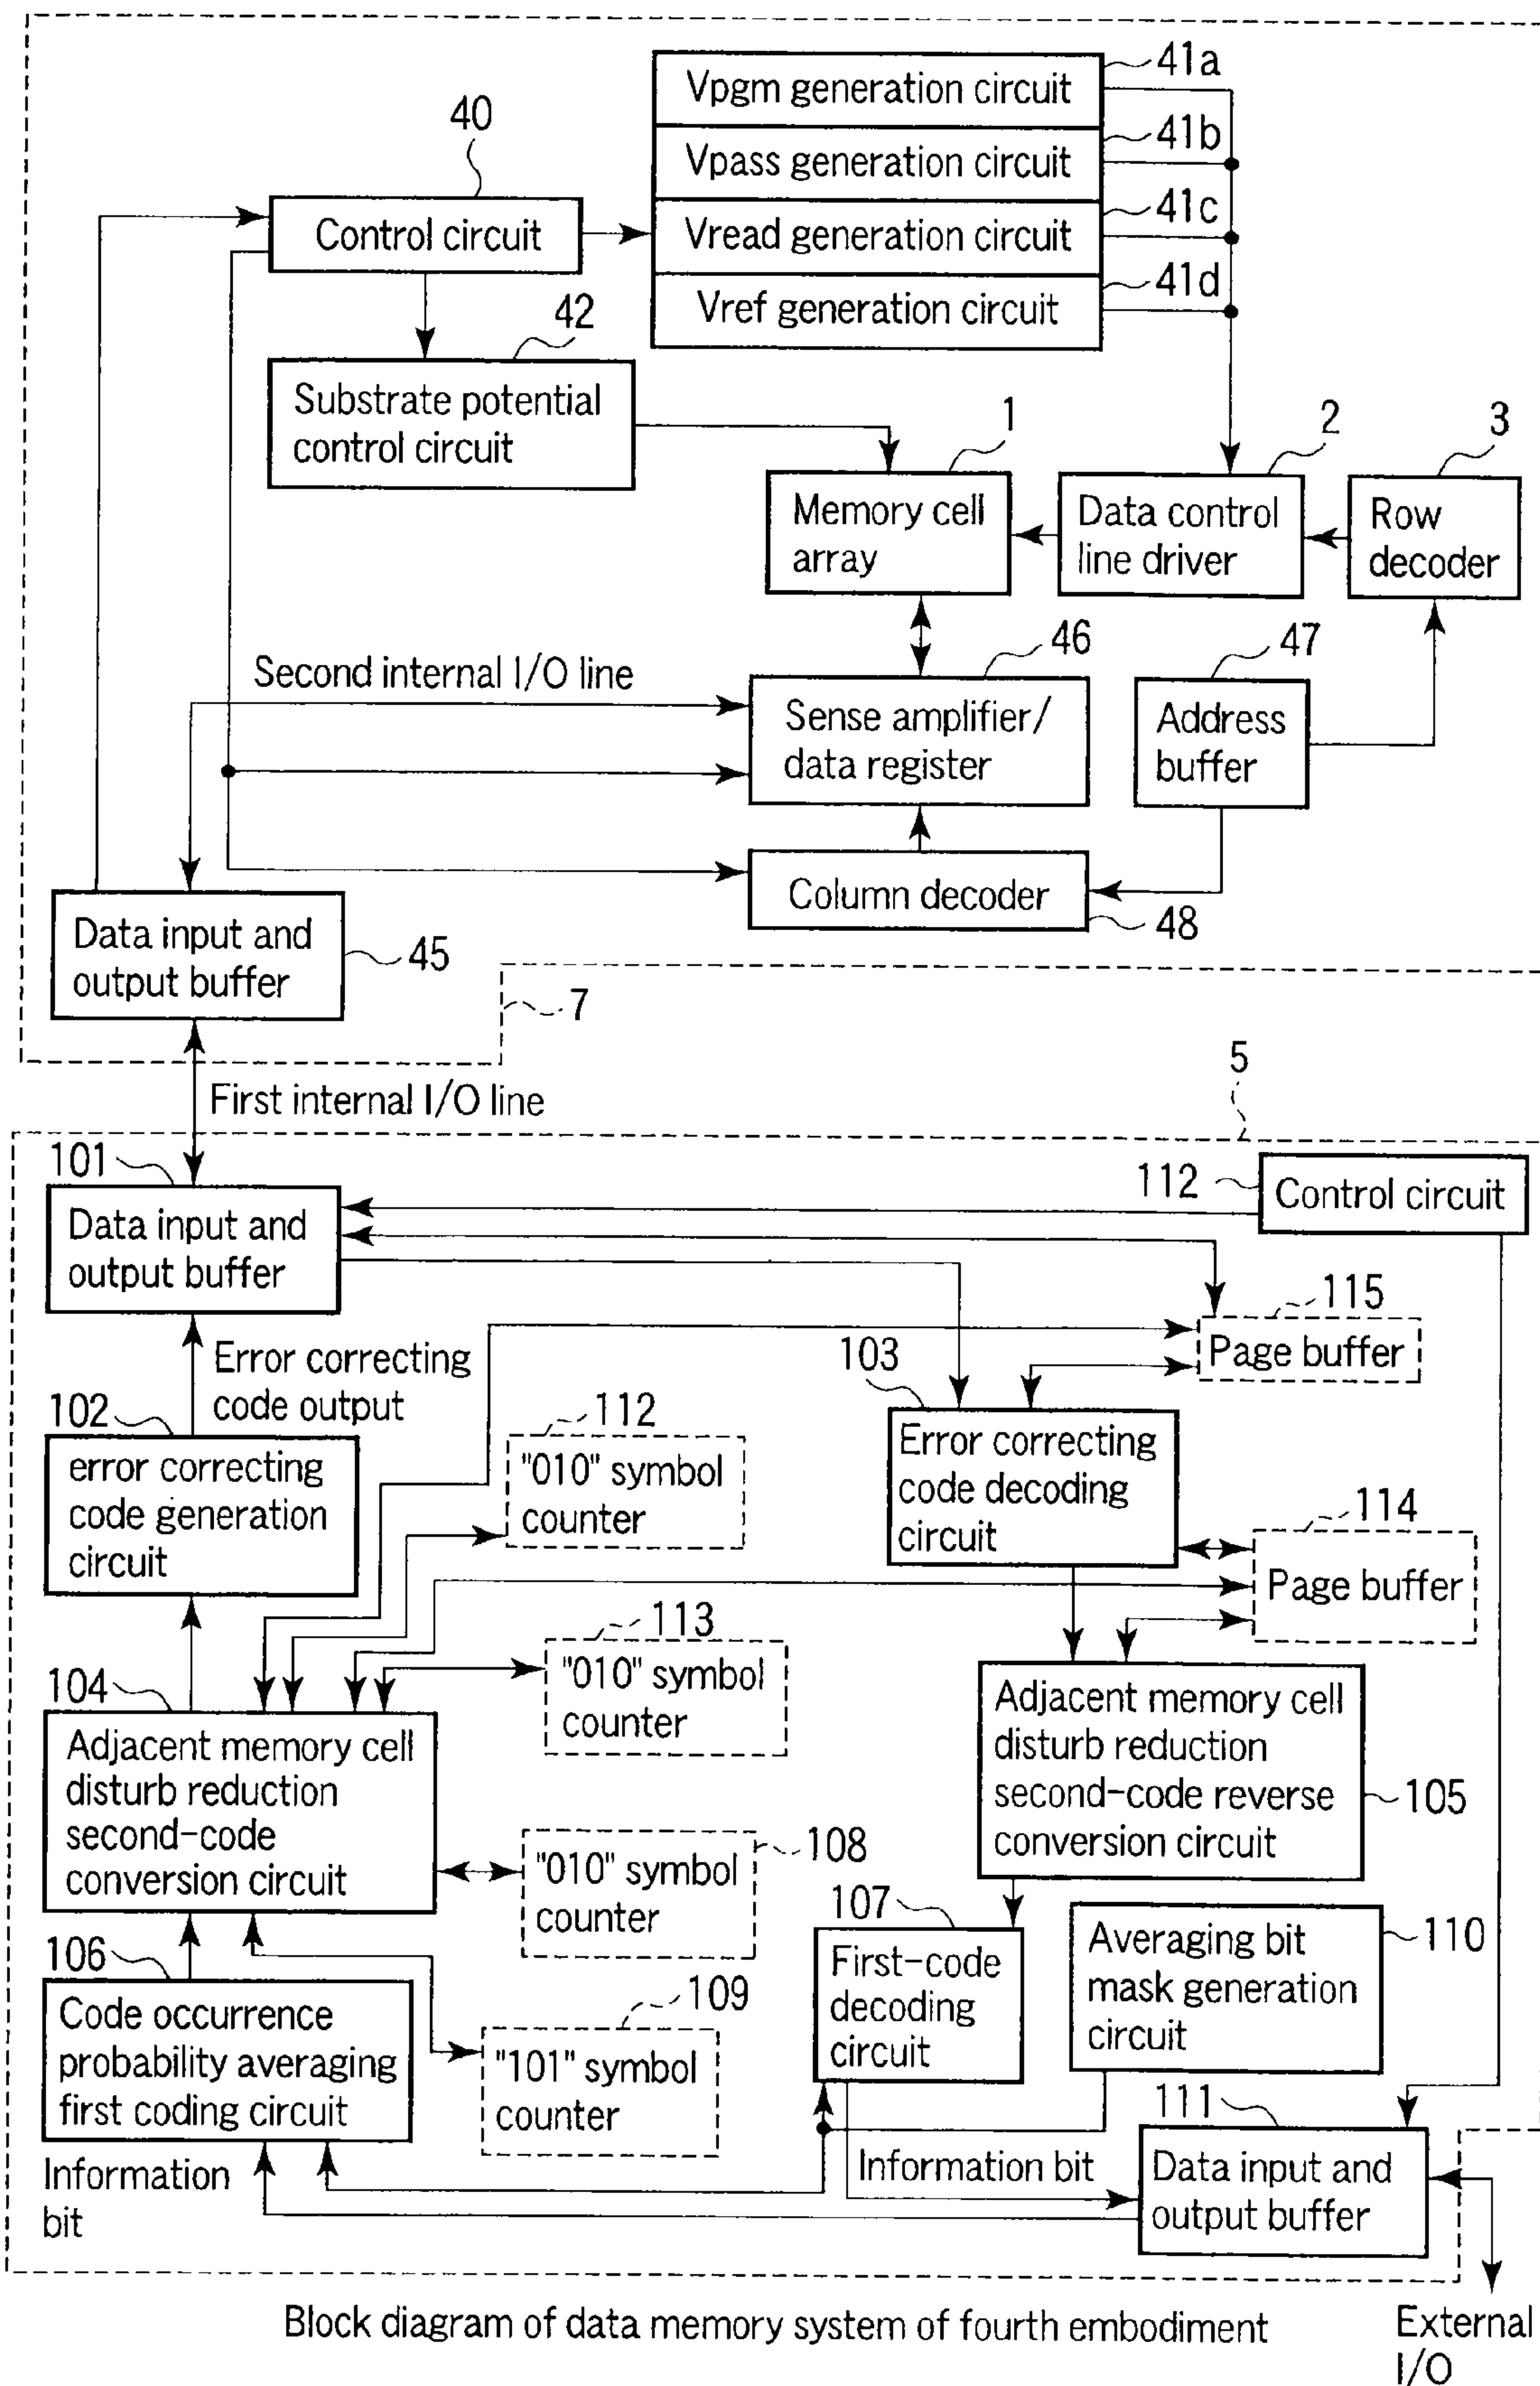 41a
Vpgm generation circuit
40
41b
Vpass generation circuit
41c
Control circuit
Vread generation circuit
41d
Vref generation circuit
42
Substrate potential
control circuit
1
2
3
Memory cell
array
Data control
line driver
Row
decoder
46
47
Second internal I/O line
Sense amplifier/
data register
Address
buffer
Column decoder
48
Data input and
output buffer
45
7
5
First internal I/O line
101
112
Control circuit
Data input and
output buffer
115
Page buffer
Error correcting
code output
103
102
112
error correcting
code generation
circuit
"010" symbol
counter
Error correcting
code decoding
circuit
114
Page buffer
113
"010" symbol
counter
104
Adjacent memory cell
disturb reduction
second-code
conversion circuit
Adjacent memory cell
disturb reduction
second-code reverse
conversion circuit
105
108
"010" symbol
counter
107
106
First-code
decoding
circuit
Averaging bit
mask generation
circuit
110
Code occurrence
probability averaging
first coding circuit
109
"101" symbol
counter
111
Information
bit
Information bit
Data input and
output buffer
Block diagram of data memory system of fourth embodiment
External
I/O